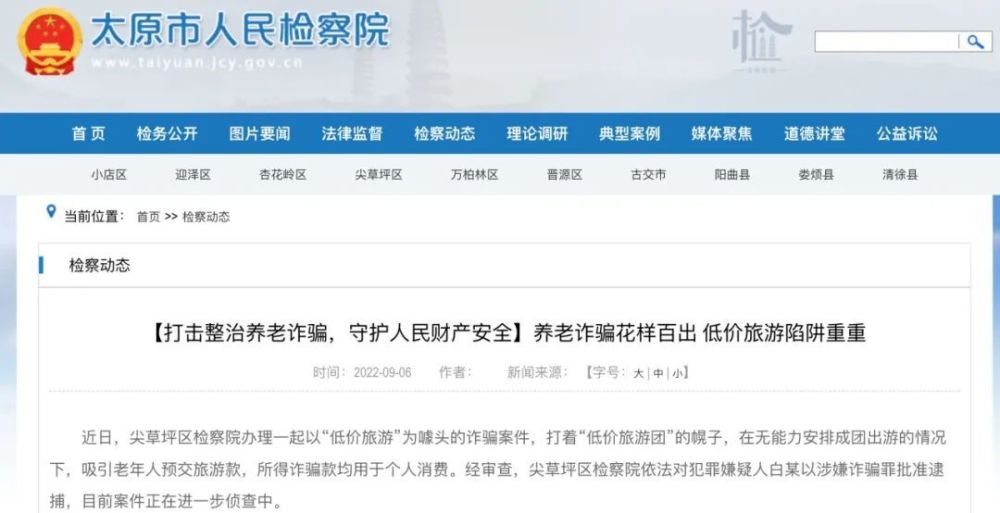 太原市人民检察院
www.taiyuan.jcy.gov.cn
首页 检务公开 图片要闻 法律监督 检察动态 理论调研 典型案例 媒体聚焦 道德讲堂 公益诉讼
小店区 迎泽区 杏花岭区 尖草坪区 万柏林区 晋源区 古交市 阳曲县 娄烦县 清徐县
当前位置： 首页 >> 检察动态
检察动态
【打击整治养老诈骗，守护人民财产安全】养老诈骗花样百出 低价旅游陷阱重重
时间：2022-09-06 作者： 新闻来源： 【字号：大|中|小】
近日，尖草坪区检察院办理一起以“低价旅游”为噱头的诈骗案件，打着“低价旅游团”的幌子，在无能力安排成团出游的情况
下，吸引老年人预交旅游款，所得诈骗款均用于个人消费。经审查，尖草坪区检察院依法对犯罪嫌疑人白某以涉嫌诈骗罪批准逮
捕，目前案件正在进一步侦查中。